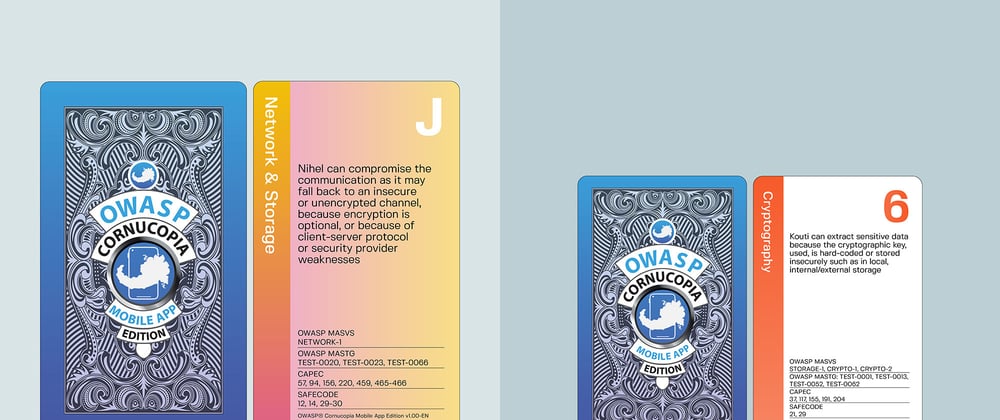 OWASP
CORNUCOPIA
MOBILE APP
EDITION
Network & Storage
J
Nihel can compromise the
communication as it may
fall back to an insecure
or unencrypted channel,
because encryption is
optional, or because of
client-server protocol
or security provider
weaknesses
OWASP MASVS
NETWORK-1
OWASP MASTG
TEST-0020, TEST-0023, TEST-0066
CAPEC
57, 94, 156, 220, 459, 465-466
SAFECODE
12, 14, 29-30
OWASP® Cornucopia Mobile App Edition v1.00-EN
OWASP
CORNUCOPIA
MOBILE APP
EDITION
Cryptography
6
Kouti can extract sensitive data
because the cryptographic key,
used, is hard-coded or stored
insecurely such as in local,
internal/external storage
OWASP MASVS
STORAGE-1, CRYPTO-1, CRYPTO-2
OWASP MASTG: TEST-0001, TEST-0013,
TEST-0052, TEST-0062
CAPEC
37, 117, 155, 191, 204
SAFECODE
21, 29